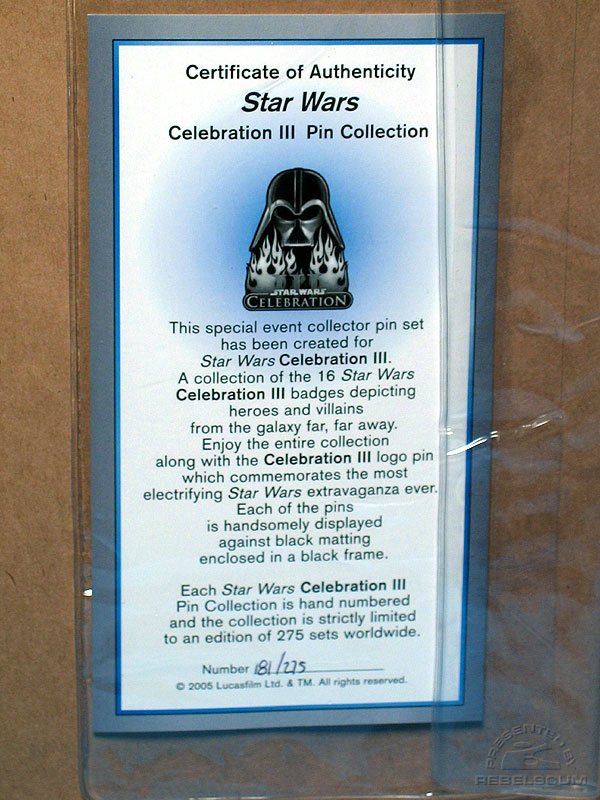 Certificate of Authenticity
Star Wars
Celebration III Pin Collection
STAR WARS
CELEBRATION
This special event collector pin set
has been created for
Star Wars Celebration III.
A collection of the 16 Star Wars
Celebration III badges depicting
heroes and villains
from the galaxy far, far away.
Enjoy the entire collection
along with the Celebration III logo pin
which commemorates the most
electrifying Star Wars extravaganza ever.
Each of the pins
is handsomely displayed
against black matting
enclosed in a black frame.
Each Star Wars Celebration III
Pin Collection is hand numbered
and the collection is strictly limited
to an edition of 275 sets worldwide.
Number 181/275
© 2005 Lucasfilm Ltd. & TM. All rights reserved.
PRESENTED BY
REBELSCUM